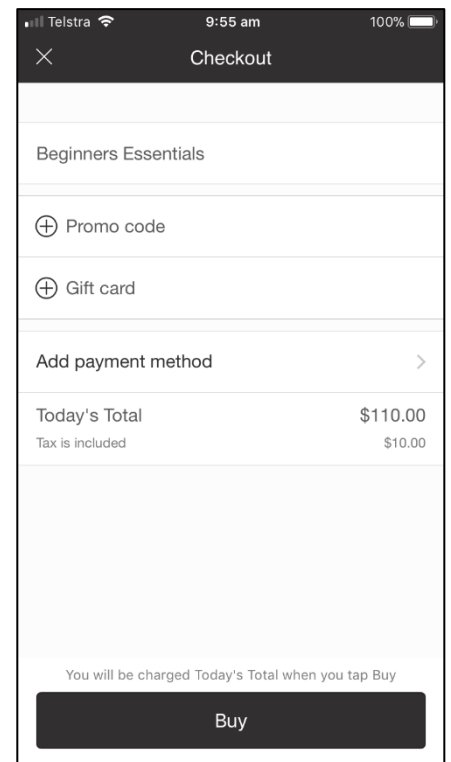 Telstra 9:55 am 100%
Checkout
Beginners Essentials
Promo code
Gift card
Add payment method
Today's Total $110.00
Tax is included $10.00
You will be charged Today's Total when you tap Buy
Buy